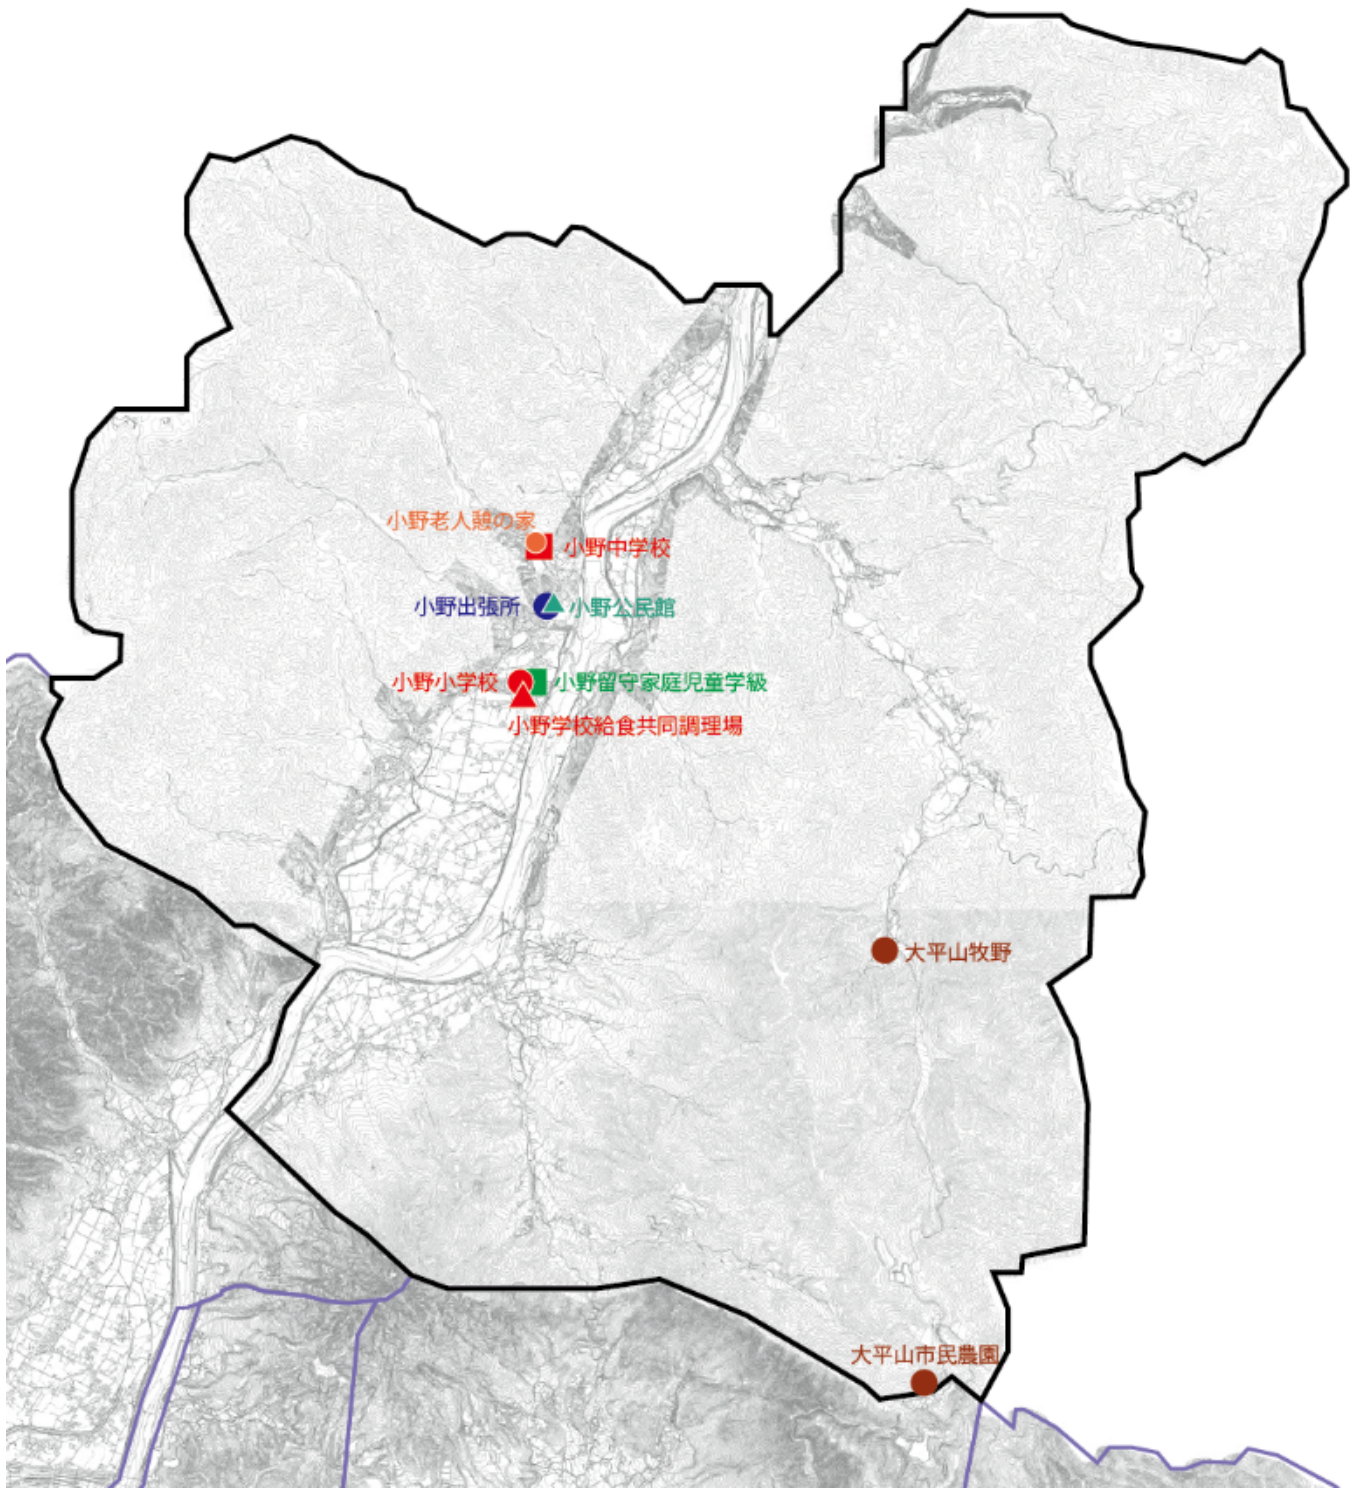 小野老人憩の家
小野中学校
小野出張所
小野公民館
小野小学校
小野留守家庭児童学級
小野学校給食共同調理場
大平山牧野
大平山市民農園